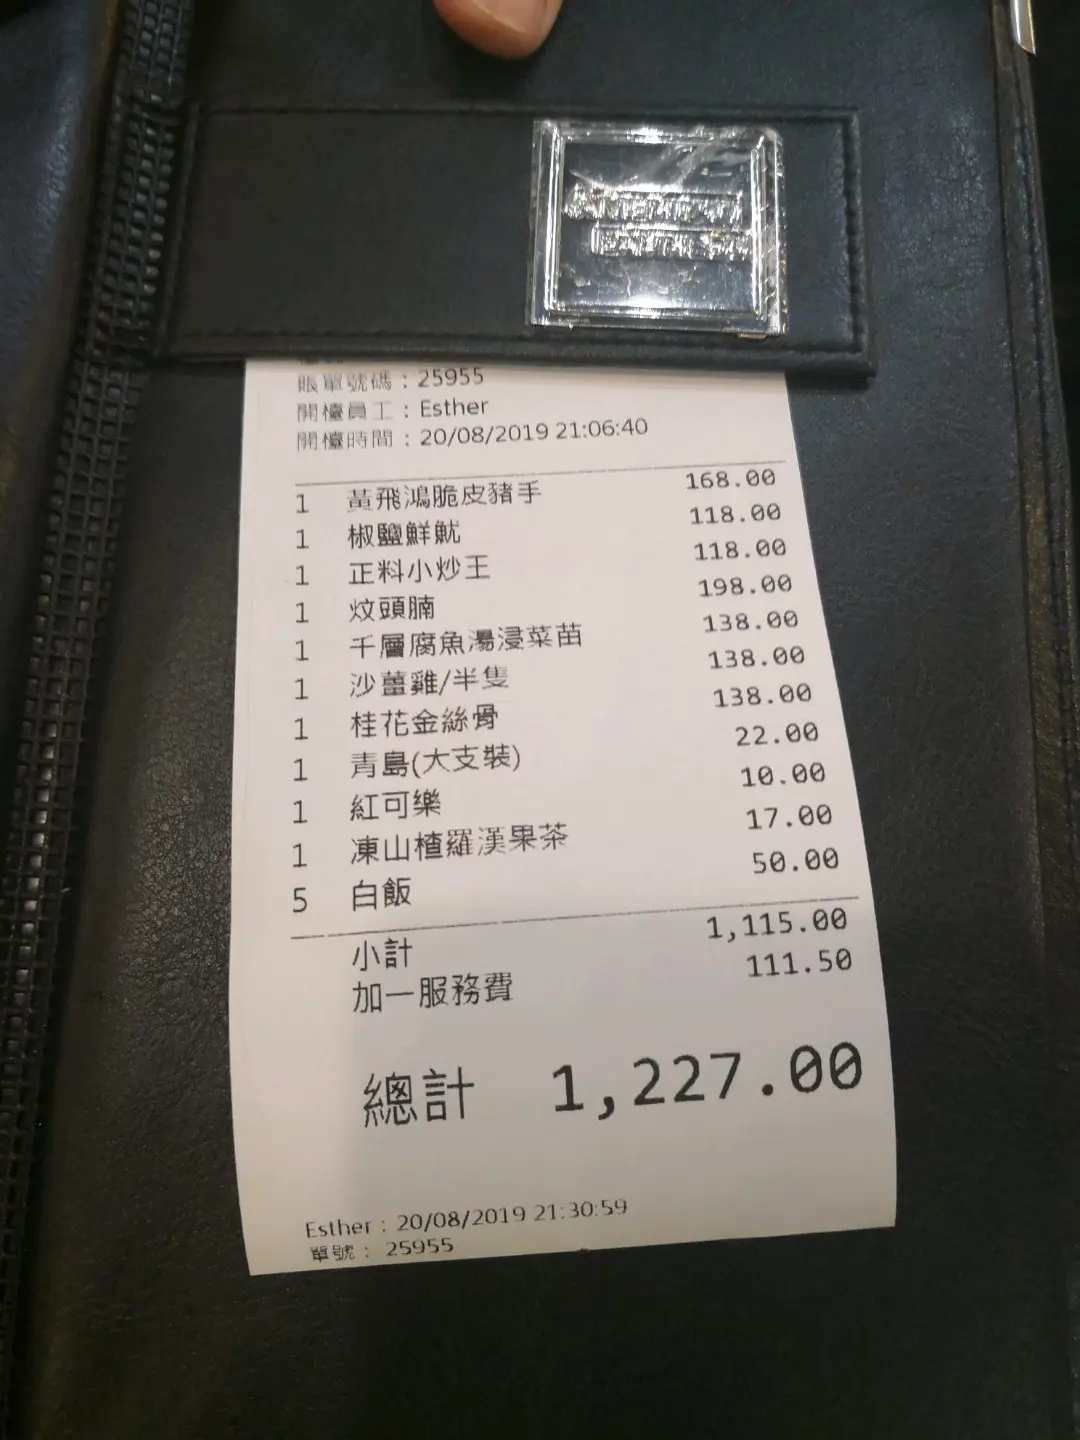 AMERICAN
EXPRESS
賬單號碼：25955
開檯員工：Esther
開檯時間：20/08/2019 21:06:40
1 黃飛鴻脆皮豬手 168.00
1 椒鹽鮮魷 118.00
1 正料小炒王 118.00
1 炆頭腩 198.00
1 千層腐魚湯浸菜苗 138.00
1 沙薑雞/半隻 138.00
1 桂花金絲骨 138.00
1 青島(大支裝) 22.00
1 紅可樂 10.00
1 凍山楂羅漢果茶 17.00
5 白飯 50.00
小計 1,115.00
加一服務費 111.50
總計 1,227.00
Esther：20/08/2019 21:30:59
單號： 25955